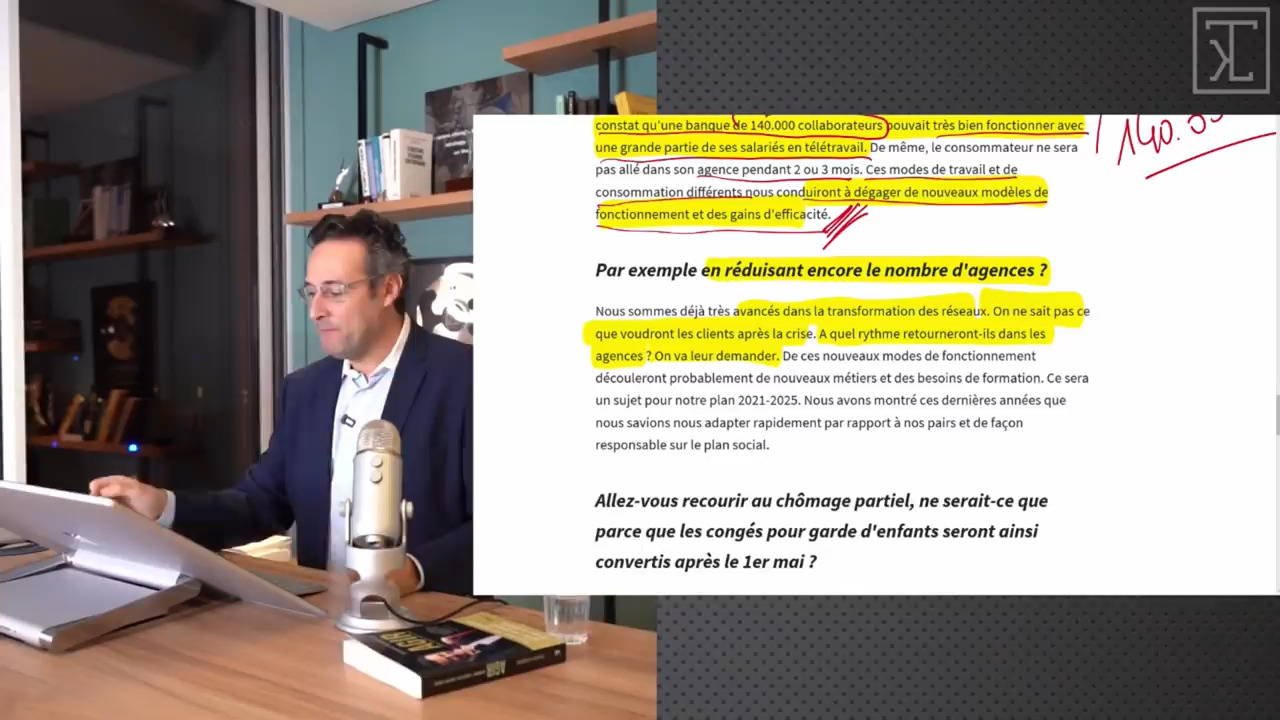 constat qu'une banque de 140.000 collaborateurs pouvait très bien fonctionner avec
une grande partie de ses salariés en télétravail. De même, le consommateur ne sera
pas allé dans son agence pendant 2 ou 3 mois. Ces modes de travail et de
consommation différents nous conduiront à dégager de nouveaux modèles de
fonctionnement et des gains d'efficacité.
Par exemple en réduisant encore le nombre d'agences ?
Nous sommes déjà très avancés dans la transformation des réseaux. On ne sait pas ce
que voudront les clients après la crise. A quel rythme retourneront-ils dans les
agences ? On va leur demander. De ces nouveaux modes de fonctionnement
découleront probablement de nouveaux métiers et des besoins de formation. Ce sera
un sujet pour notre plan 2021-2025. Nous avons montré ces dernières années que
nous savions nous adapter rapidement par rapport à nos pairs et de façon
responsable sur le plan social.
Allez-vous recourir au chômage partiel, ne serait-ce que
parce que les congés pour garde d'enfants seront ainsi
convertis après le 1er mai ?
AGIR
AGIR